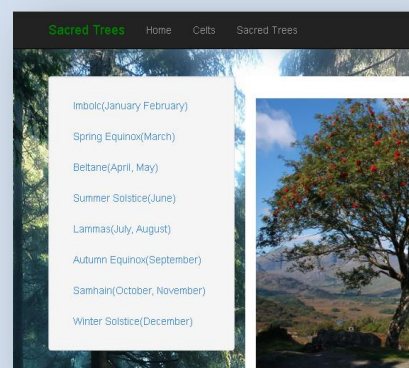 Sacred Trees Home Celts Sacred Trees
Imbolc(January February)
Spring Equinox(March)
Beltane(April, May)
Summer Solstice(June)
Lammas(July, August)
Autumn Equinox(September)
Samhain(October, November)
Winter Solstice(December)